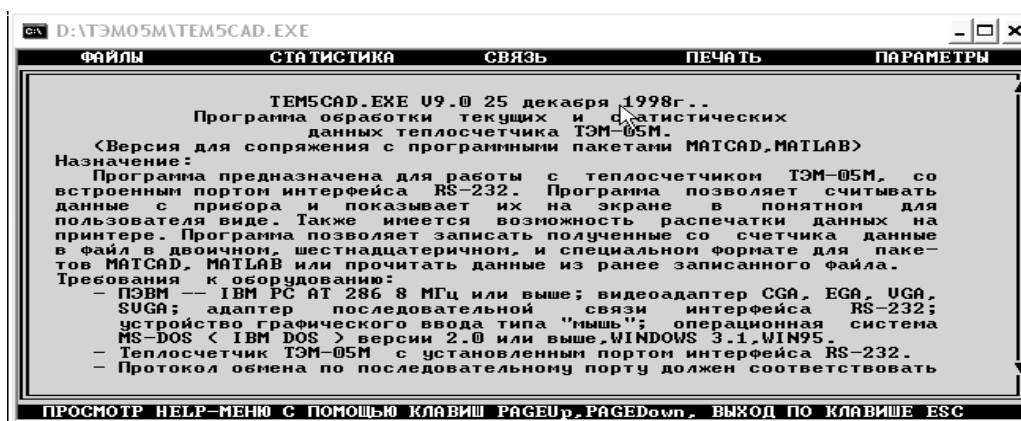 D:\ТЭМ05М\TEM5CAD.EXE
ФАЙЛЫ СТАТИСТИКА СВЯЗЬ ПЕЧАТЬ ПАРАМЕТРЫ
TEM5CAD.EXE V9.0 25 декабря 1998г..
Программа обработки текущих и статистических
данных теплосчетчика ТЭМ-05М.
(Версия для сопряжения с программными пакетами MATCAD,MATLAB)
Назначение:
Программа предназначена для работы с теплосчетчиком ТЭМ-05М, со
встроенным портом интерфейса RS-232. Программа позволяет считывать
данные с прибора и показывает их на экране в понятном для
пользователя виде. Также имеется возможность распечатки данных на
принтере. Программа позволяет записать полученные со счетчика данные
в файл в двоичном, шестнадцатеричном, и специальном формате для паке-
тов MATCAD, MATLAB или прочитать данные из ранее записанного файла.
Требования к оборудованию:
- ПЭВМ -- IBM PC AT 286 8 МГц или выше; видеоадаптер CGA, EGA, VGA,
SVGA; адаптер последовательной связи интерфейса RS-232;
устройство графического ввода типа "мышь"; операционная система
MS-DOS ( IBM DOS ) версии 2.0 или выше,WINDOWS 3.1,WIN95.
- Теплосчетчик ТЭМ-05М с установленным портом интерфейса RS-232.
- Протокол обмена по последовательному порту должен соответствовать
ПРОСМОТР HELP-МЕНЮ С ПОМОЩЬЮ КЛАВИШ PAGEUp,PAGEDown, ВЫХОД ПО КЛАВИШЕ ESC